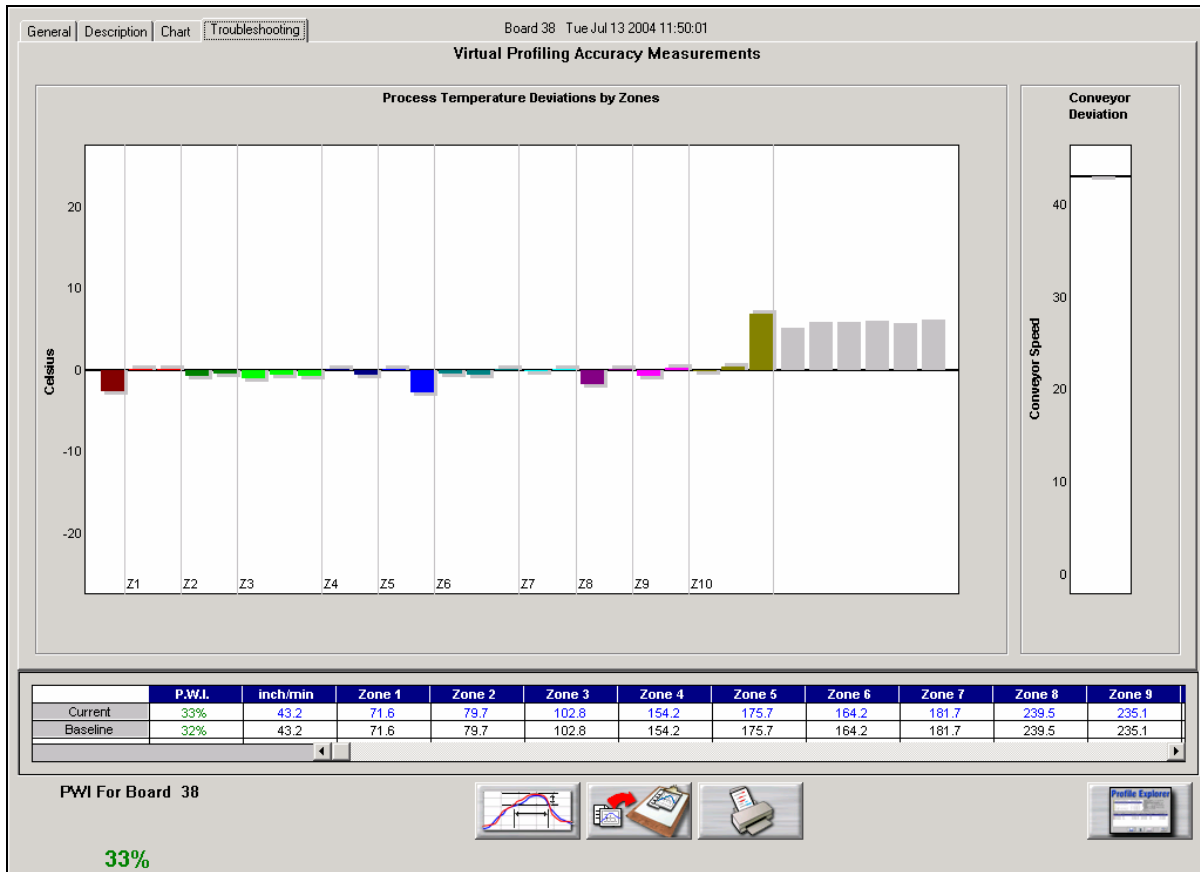 General Description Chart Troubleshooting Board 38 Tue Jul 13 2004 11:50:01
Virtual Profiling Accuracy Measurements
Process Temperature Deviations by Zones
Celsius
20
10
0
-10
-20
Z1 Z2 Z3 Z4 Z5 Z6 Z7 Z8 Z9 Z10
Conveyor
Deviation
Conveyor Speed
40
30
20
10
0
P.W.I. inch/min Zone 1 Zone 2 Zone 3 Zone 4 Zone 5 Zone 6 Zone 7 Zone 8 Zone 9
Current 33% 43.2 71.6 79.7 102.8 154.2 175.7 164.2 181.7 239.5 235.1
Baseline 32% 43.2 71.6 79.7 102.8 154.2 175.7 164.2 181.7 239.5 235.1
PWI For Board 38
33%
Profile Explorer